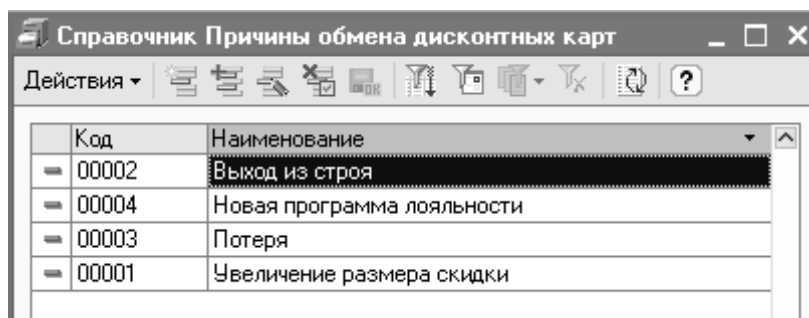 Справочник Причины обмена дисконтных карт
Действия
Код Наименование
00002 Выход из строя
00004 Новая программа лояльности
00003 Потеря
00001 Увеличение размера скидки